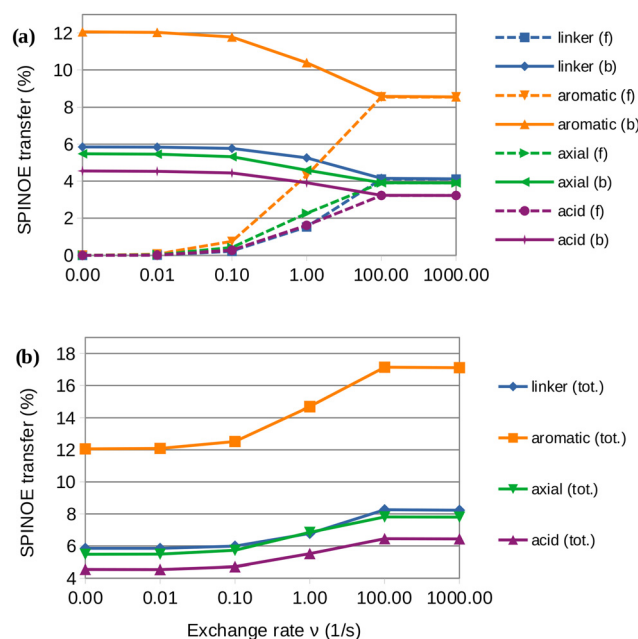 (a)
SPINOE transfer (%)
12
10
8
6
4
2
0
0.00 0.01 0.10 1.00 100.00 1000.00
linker (f)
linker (b)
aromatic (f)
aromatic (b)
axial (f)
axial (b)
acid (f)
acid (b)
(b)
SPINOE transfer (%)
18
16
14
12
10
8
6
4
0.00 0.01 0.10 1.00 100.00 1000.00
Exchange rate ν (1/s)
linker (tot.)
aromatic (tot.)
axial (tot.)
acid (tot.)